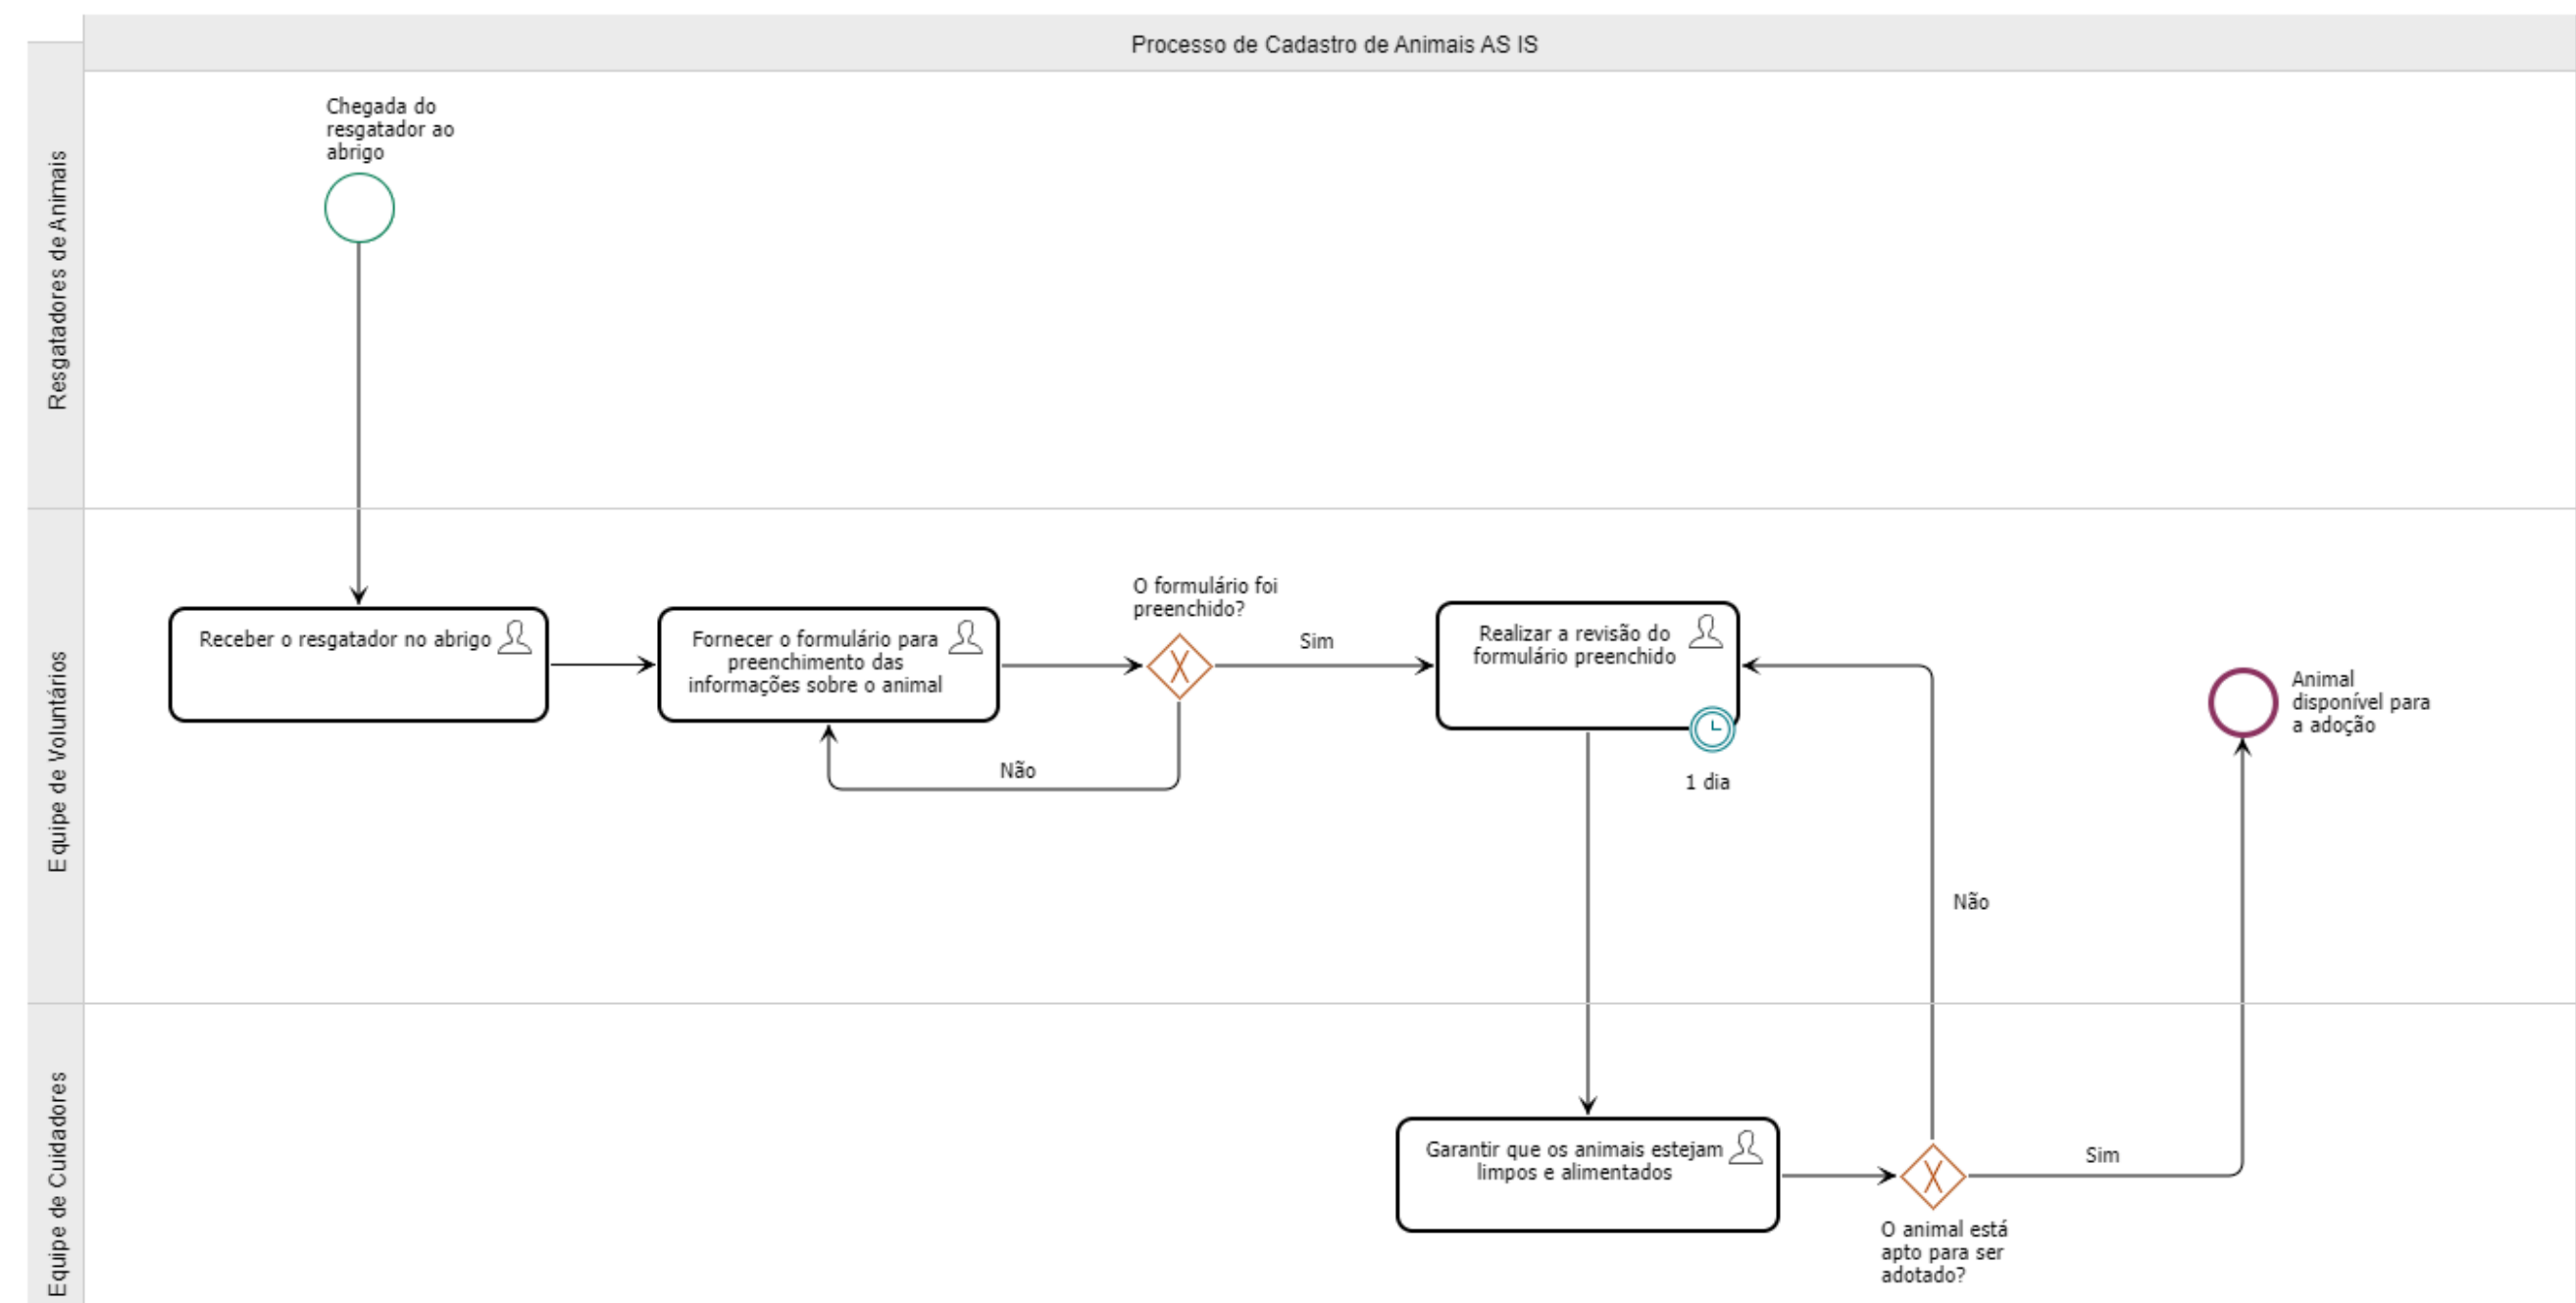 Processo de Cadastro de Animais AS IS
Resgatadores de Animais
Chegada do
resgatador ao
abrigo
Equipe de Voluntários
Receber o resgatador no abrigo
Fornecer o formulário para
preenchimento das
informações sobre o animal
O formulário foi
preenchido?
Sim
Não
Realizar a revisão do
formulário preenchido
1 dia
Não
Animal
disponível para
a adoção
Equipe de Cuidadores
Garantir que os animais estejam
limpos e alimentados
Sim
O animal está
apto para ser
adotado?